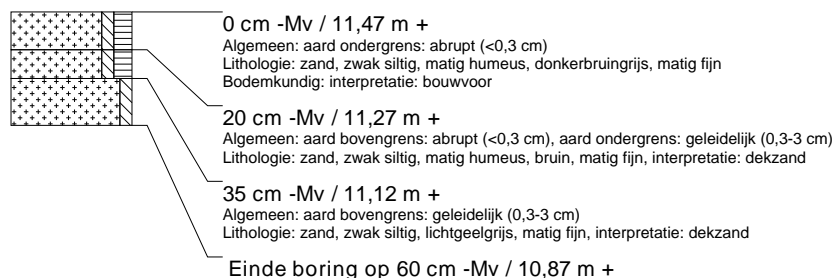 0 cm -Mv / 11,47 m +
Algemeen: aard ondergrens: abrupt (<0,3 cm)
Lithologie: zand, zwak siltig, matig humeus, donkerbruingrijs, matig fijn
Bodemkundig: interpretatie: bouwvoor
20 cm -Mv / 11,27 m +
Algemeen: aard bovengrens: abrupt (<0,3 cm), aard ondergrens: geleidelijk (0,3-3 cm)
Lithologie: zand, zwak siltig, matig humeus, bruin, matig fijn, interpretatie: dekzand
35 cm -Mv / 11,12 m +
Algemeen: aard bovengrens: geleidelijk (0,3-3 cm)
Lithologie: zand, zwak siltig, lichtgeelgrijs, matig fijn, interpretatie: dekzand
Einde boring op 60 cm -Mv / 10,87 m +